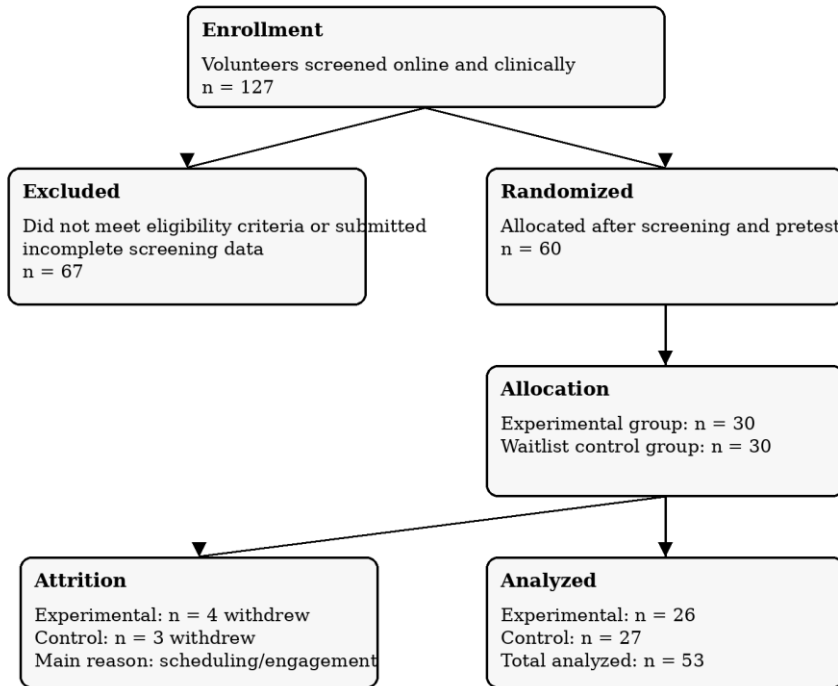 Enrollment
Volunteers screened online and clinically
n = 127
Excluded
Did not meet eligibility criteria or submitted
incomplete screening data
n = 67
Randomized
Allocated after screening and pretest
n = 60
Allocation
Experimental group: n = 30
Waitlist control group: n = 30
Attrition
Experimental: n = 4 withdrew
Control: n = 3 withdrew
Main reason: scheduling/engagement
Analyzed
Experimental: n = 26
Control: n = 27
Total analyzed: n = 53